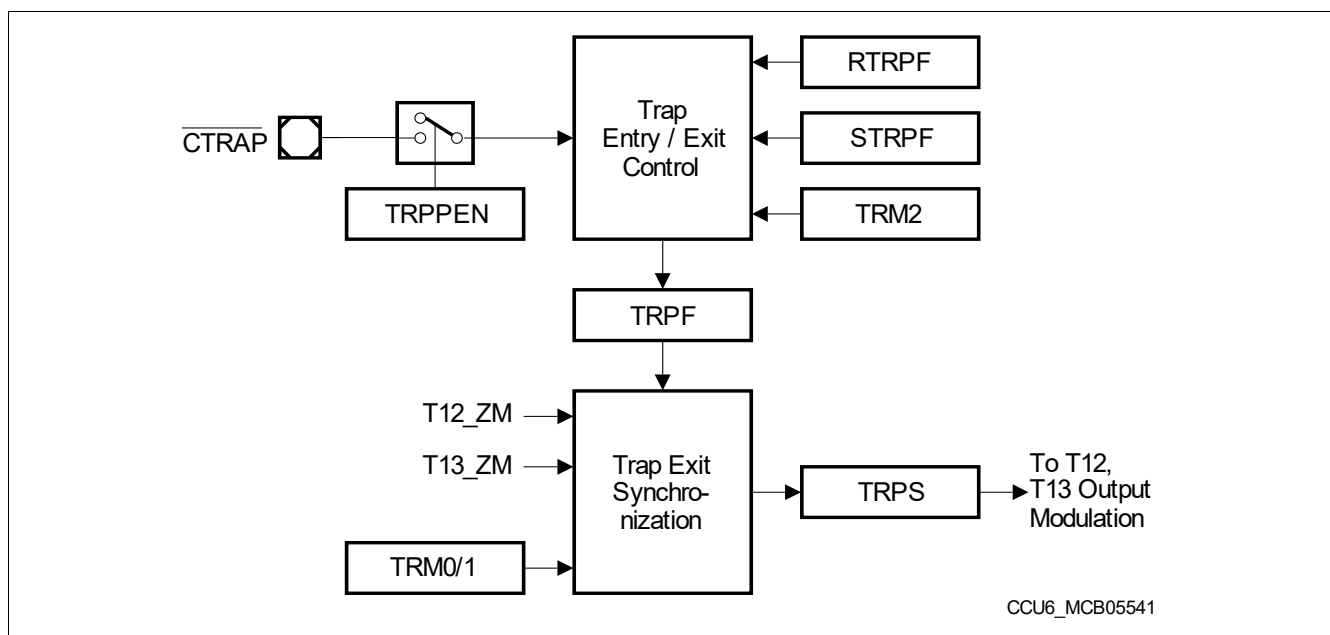 RTRPF
Trap
Entry / Exit
Control
CTRAP
STRPF
TRPPEN
TRM2
TRPF
T12_ZM
T13_ZM
Trap Exit
Synchro-
nization
TRPS
To T12,
T13 Output
Modulation
TRM0/1
CCU6_MCB05541